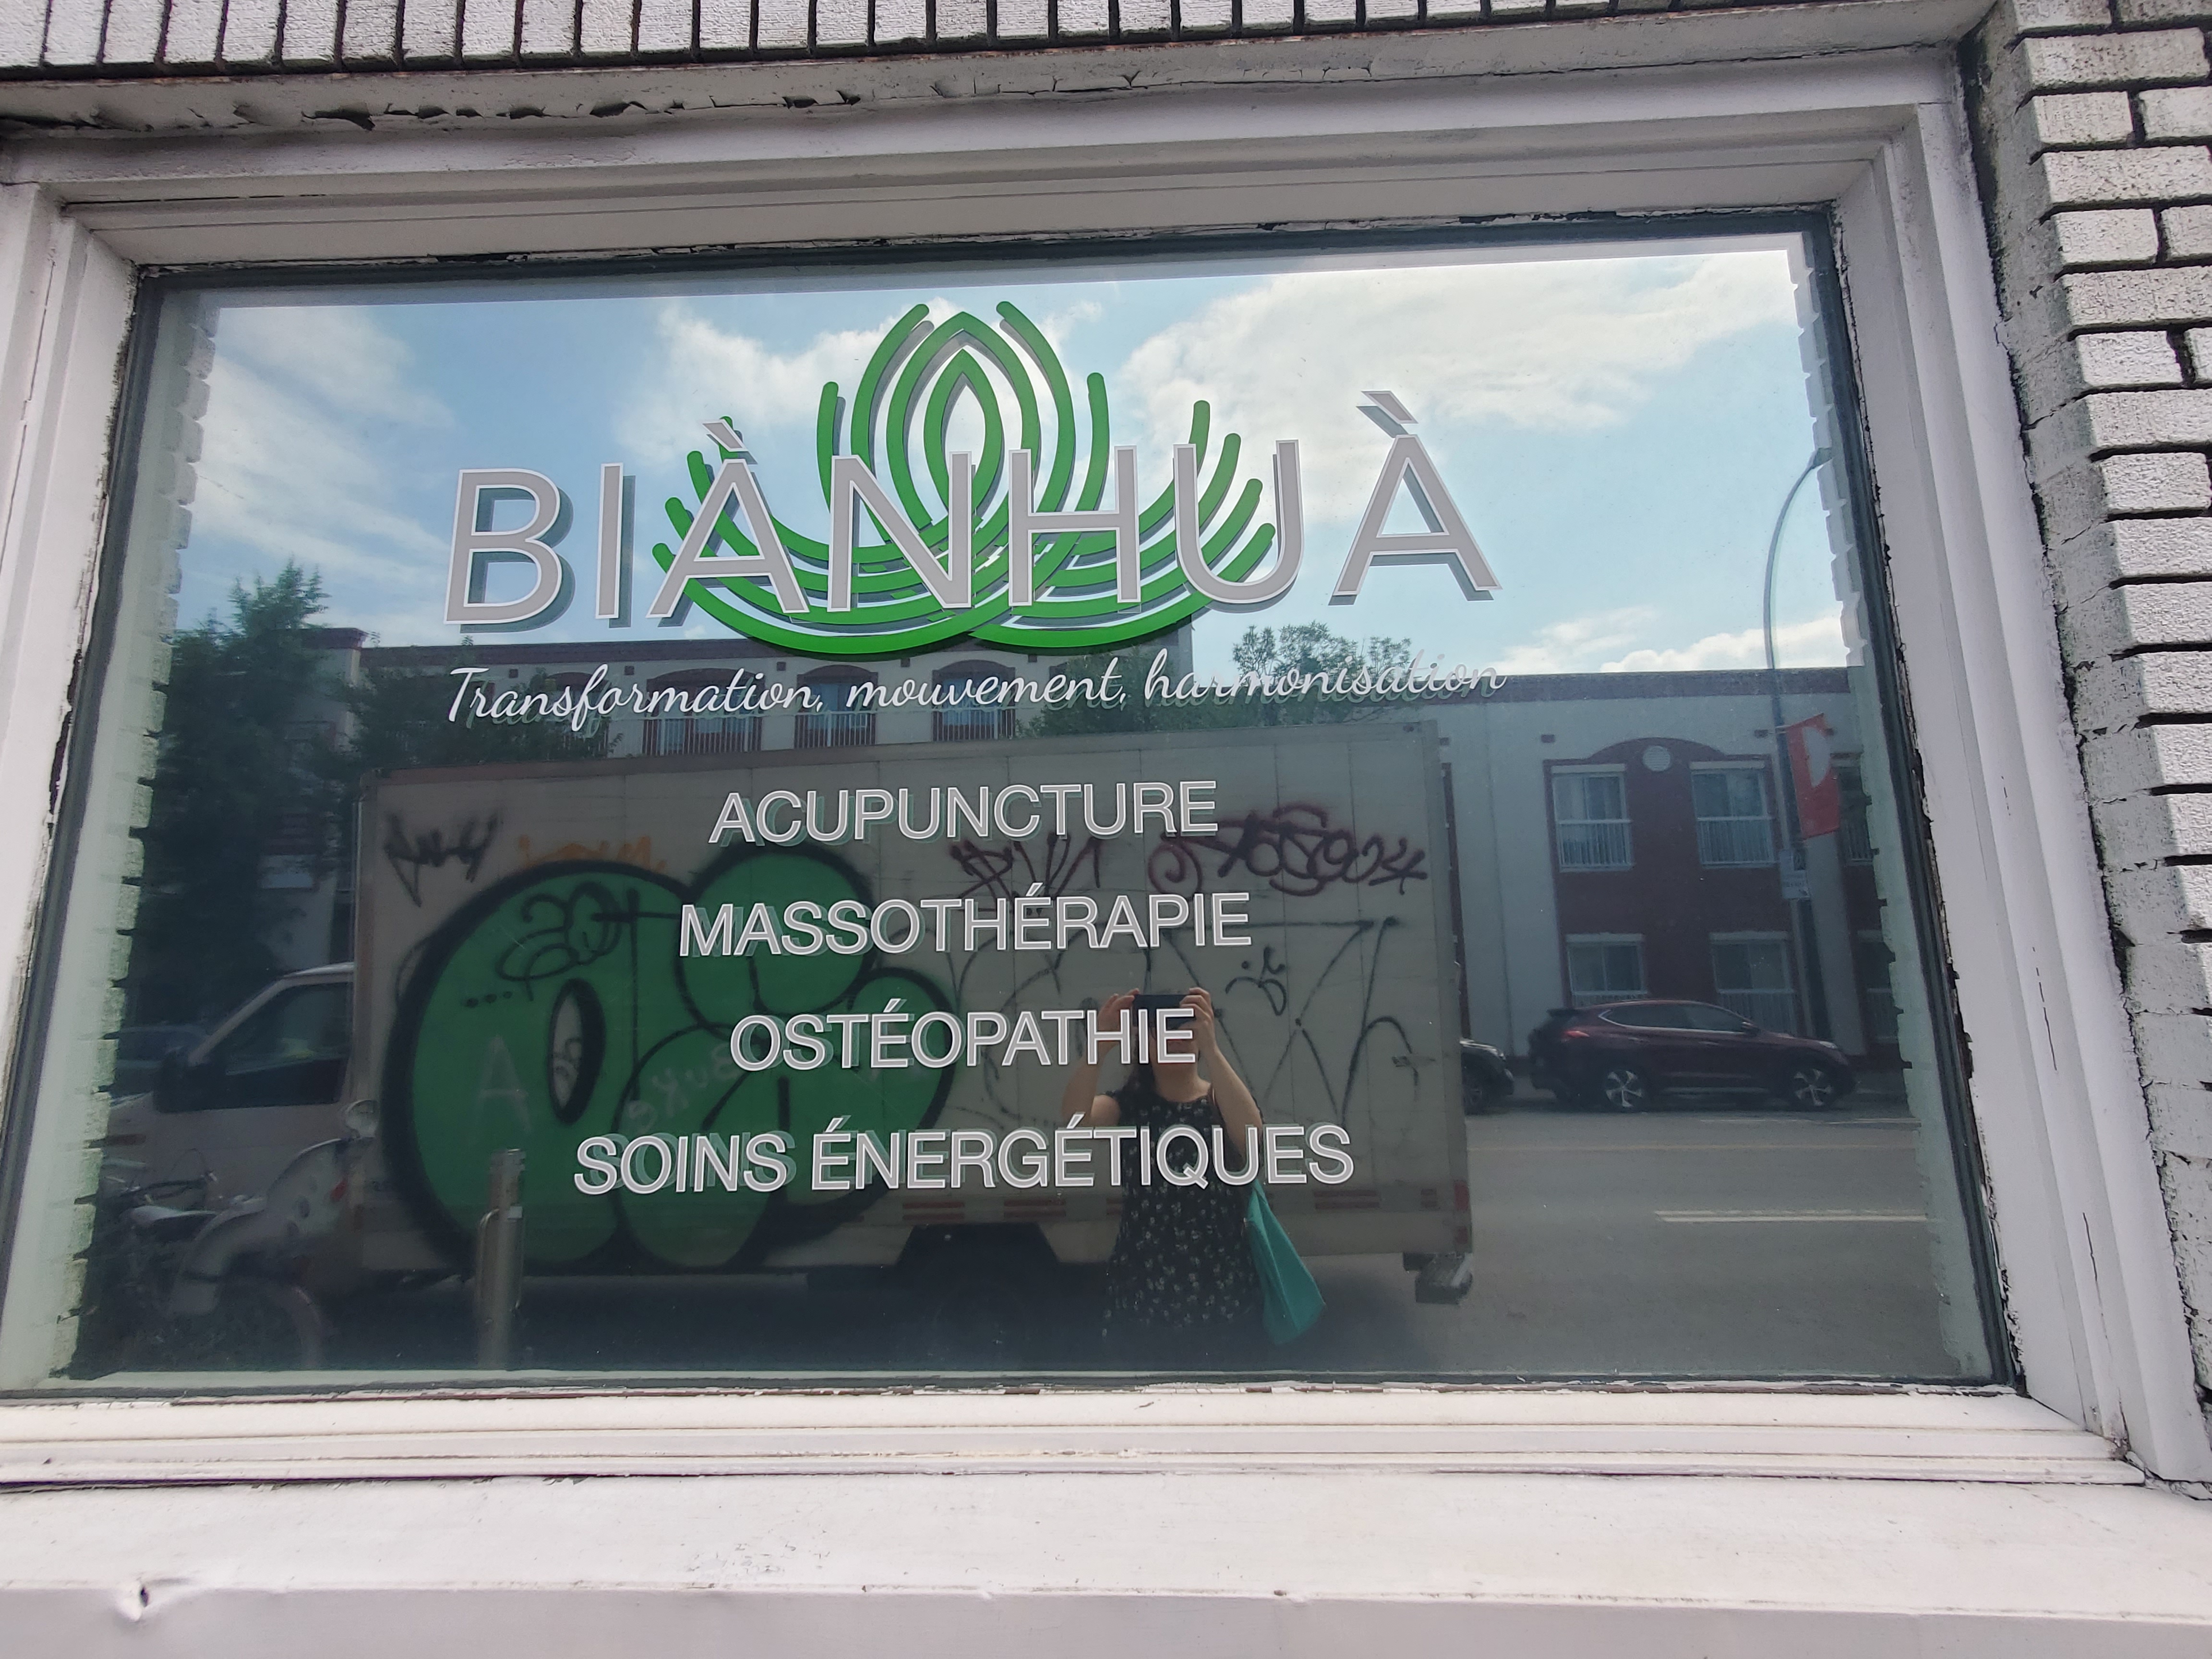 BIÀNHUÀ
Transformation, mouvement, harmonisation
ACUPUNCTURE
MASSOTHÉRAPIE
OSTÉOPATHIE
SOINS ÉNERGÉTIQUES